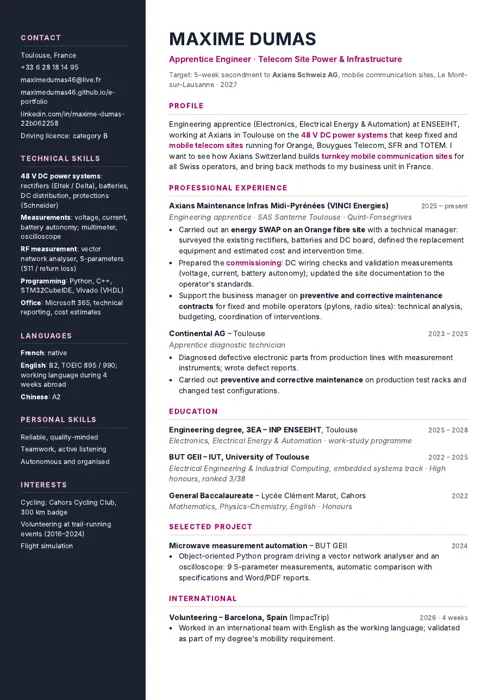 CONTACT
Toulouse, France
+33 6 28 18 14 95
maximedumas46@live.fr
maximedumas46.github.io/e-
portfolio
linkedin.com/in/maxime-dumas-
22b062258
Driving licence: category B
TECHNICAL SKILLS
48 V DC power systems:
rectifiers (Eltek / Delta), batteries,
DC distribution, protections
(Schneider)
Measurements: voltage, current,
battery autonomy; multimeter,
oscilloscope
RF measurement: vector
network analyser, S-parameters
(S11 / return loss)
Programming: Python, C++,
STM32CubeIDE, Vivado (VHDL)
Office: Microsoft 365, technical
reporting, cost estimates
LANGUAGES
French: native
English: B2, TOEIC 895 / 990;
working language during 4
weeks abroad
Chinese: A2
PERSONAL SKILLS
Reliable, quality-minded
Teamwork, active listening
Autonomous and organised
INTERESTS
Cycling: Cahors Cycling Club,
300 km badge
Volunteering at trail-running
events (2016–2024)
Flight simulation
MAXIME DUMAS
Apprentice Engineer · Telecom Site Power & Infrastructure
Target: 5-week secondment to Axians Schweiz AG, mobile communication sites, Le Mont-
sur-Lausanne · 2027
PROFILE
Engineering apprentice (Electronics, Electrical Energy & Automation) at ENSEEIHT,
working at Axians in Toulouse on the 48 V DC power systems that keep fixed and
mobile telecom sites running for Orange, Bouygues Telecom, SFR and TOTEM. I
want to see how Axians Switzerland builds turnkey mobile communication sites for
all Swiss operators, and bring back methods to my business unit in France.
PROFESSIONAL EXPERIENCE
Axians Maintenance Infras Midi-Pyrénées (VINCI Energies) 2025 – present
Engineering apprentice · SAS Santerne Toulouse · Quint-Fonsegrives
• Carried out an energy SWAP on an Orange fibre site with a technical manager:
surveyed the existing rectifiers, batteries and DC board, defined the replacement
equipment and estimated cost and intervention time.
• Prepared the commissioning: DC wiring checks and validation measurements
(voltage, current, battery autonomy); updated the site documentation to the
operator's standards.
• Support the business manager on preventive and corrective maintenance
contracts for fixed and mobile operators (pylons, radio sites): technical analysis,
budgeting, coordination of interventions.
Continental AG – Toulouse 2023 – 2025
Apprentice diagnostic technician
• Diagnosed defective electronic parts from production lines with measurement
instruments; wrote defect reports.
• Carried out preventive and corrective maintenance on production test racks and
changed test configurations.
EDUCATION
Engineering degree, 3EA – INP ENSEEIHT, Toulouse 2025 – 2028
Electronics, Electrical Energy & Automation · work-study programme
BUT GEII – IUT, University of Toulouse 2022 – 2025
Electrical Engineering & Industrial Computing, embedded systems track · High
honours, ranked 3/38
General Baccalaureate – Lycée Clément Marot, Cahors 2022
Mathematics, Physics-Chemistry, English · Honours
SELECTED PROJECT
Microwave measurement automation – BUT GEII 2024
• Object-oriented Python program driving a vector network analyser and an
oscilloscope: 9 S-parameter measurements, automatic comparison with
specifications and Word/PDF reports.
INTERNATIONAL
Volunteering – Barcelona, Spain (ImpacTrip) 2026 · 4 weeks
• Worked in an international team with English as the working language; validated
as part of my degree's mobility requirement.